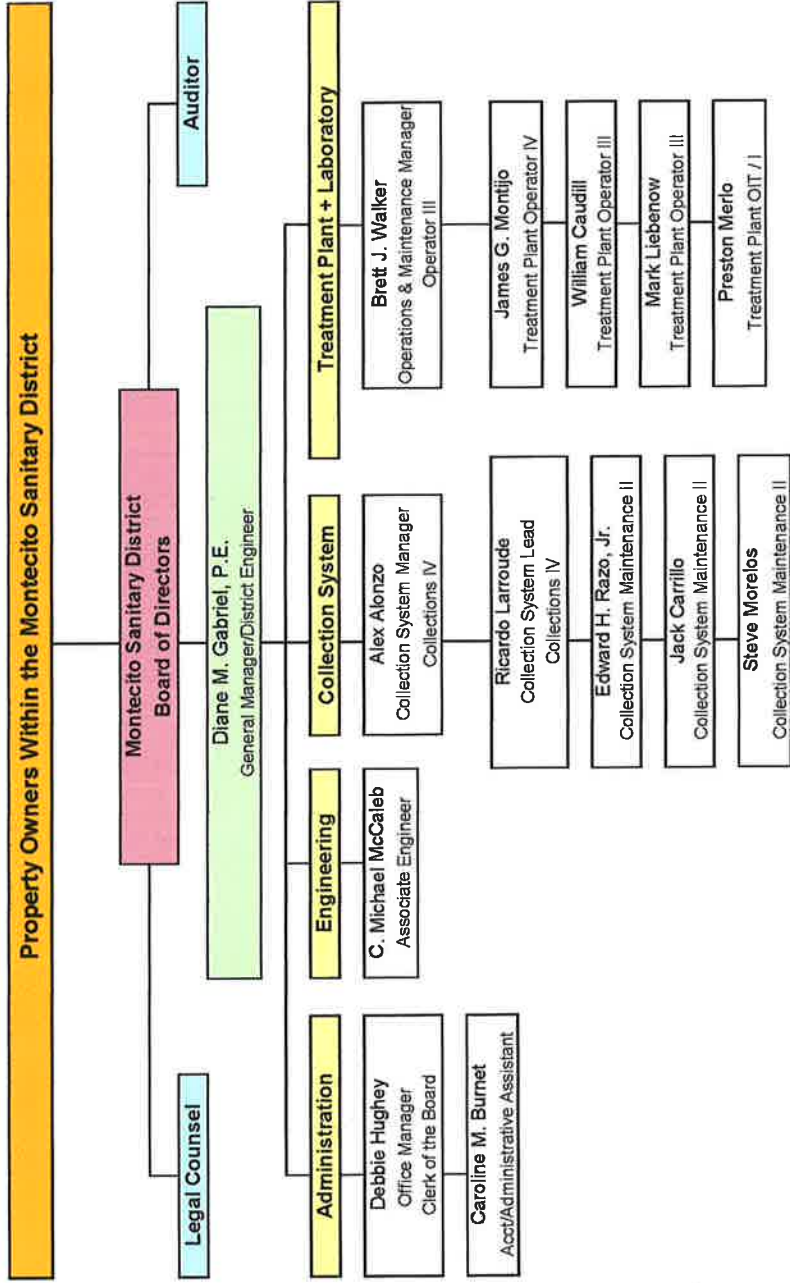 Property Owners Within the Montecito Sanitary District
Montecito Sanitary District
Board of Directors
Legal Counsel
Auditor
Diane M. Gabriel, P.E.
General Manager/District Engineer
Administration
Debbie Hughey
Office Manager
Clerk of the Board
Caroline M. Burnet
Acct/Administrative Assistant
Engineering
C. Michael McCaleb
Associate Engineer
Collection System
Alex Alonzo
Collection System Manager
Collections IV
Ricardo Larroude
Collection System Lead
Collections IV
Edward H. Razo, Jr.
Collection System Maintenance II
Jack Carrillo
Collection System Maintenance II
Steve Morelos
Collection System Maintenance II
Treatment Plant + Laboratory
Brett J. Walker
Operations & Maintenance Manager
Operator III
James G. Montijo
Treatment Plant Operator IV
William Caudill
Treatment Plant Operator III
Mark Liebenow
Treatment Plant Operator III
Preston Merlo
Treatment Plant OIT / I